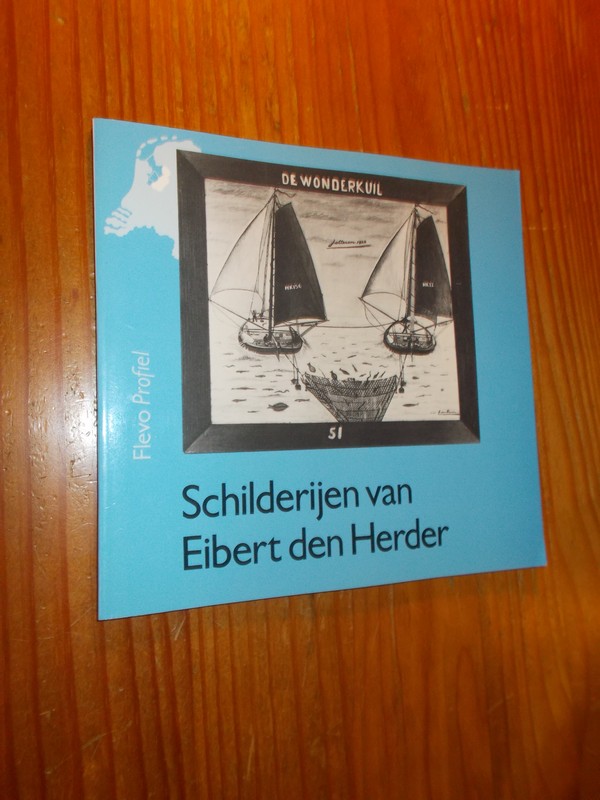 DE WONDERKUIL
51
Flevo Profiel
Schilderijen van
Eibert den Herder